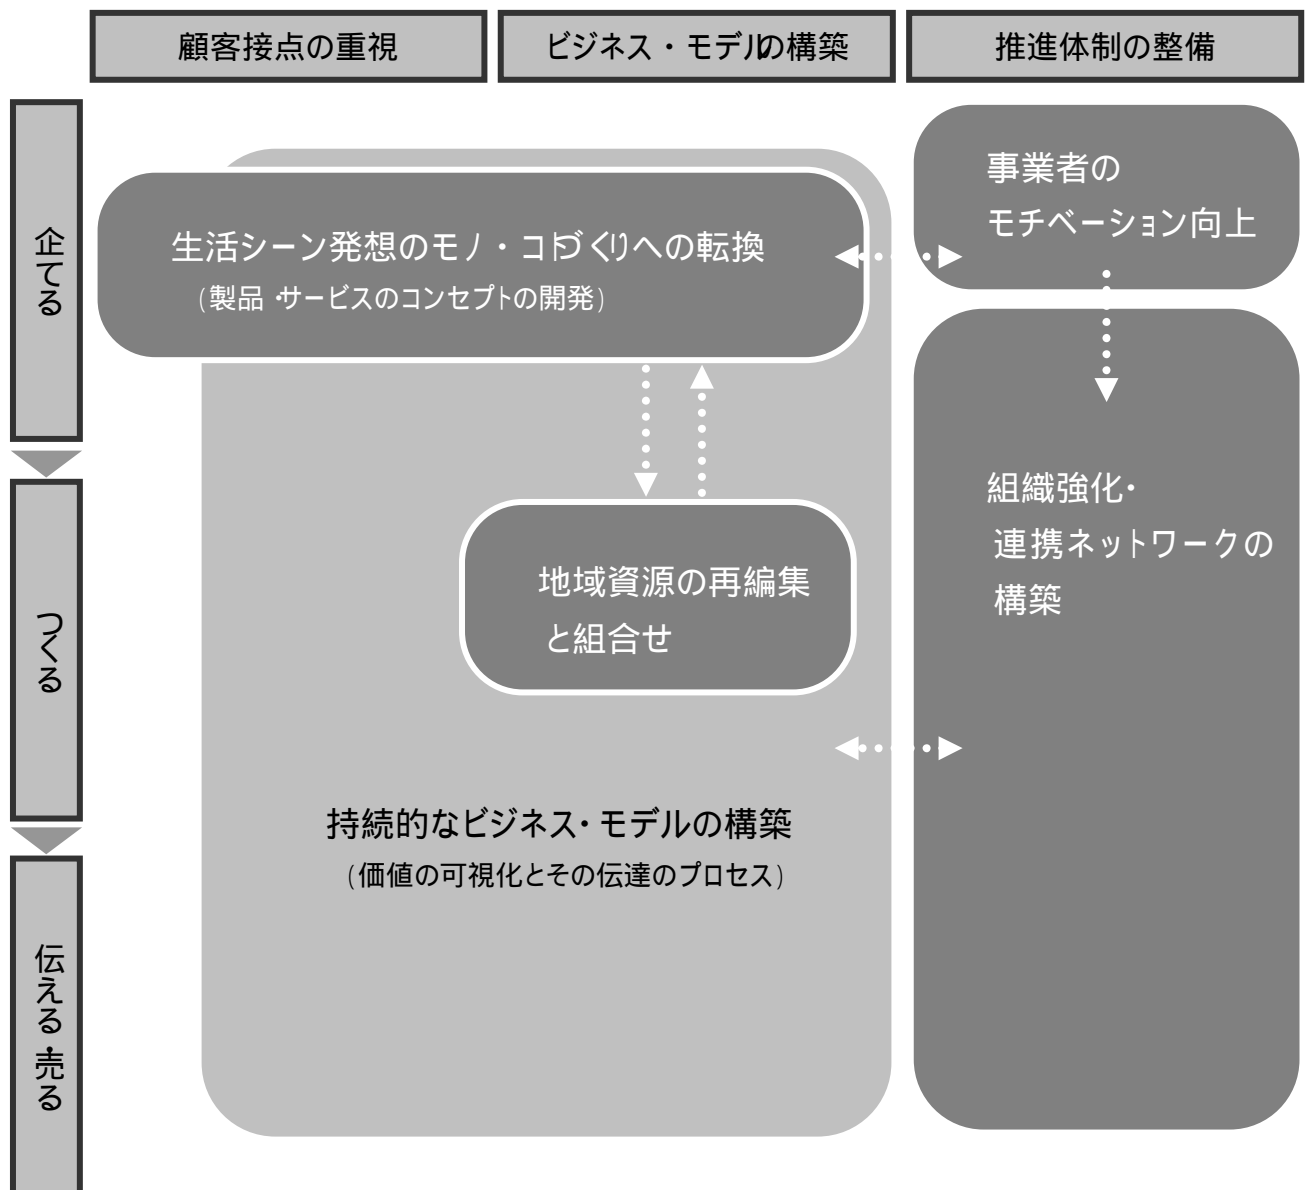 顧客接点の重視
ビジネス・モデルの構築
推進体制の整備
企てる
生活シーン発想のモノ・コトづくりへの転換
(製品・サービスのコンセプトの開発)
事業者の
モチベーション向上
つくる
地域資源の再編集
と組合せ
組織強化・
連携ネットワークの
構築
持続的なビジネス・モデルの構築
(価値の可視化とその伝達のプロセス)
伝える・売る